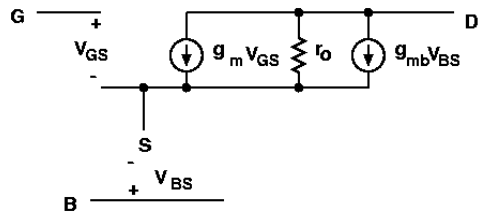 G
+
D
V_GS
g_m V_GS
r_o
g_mb V_BS
-
S
-
V_BS
+
B